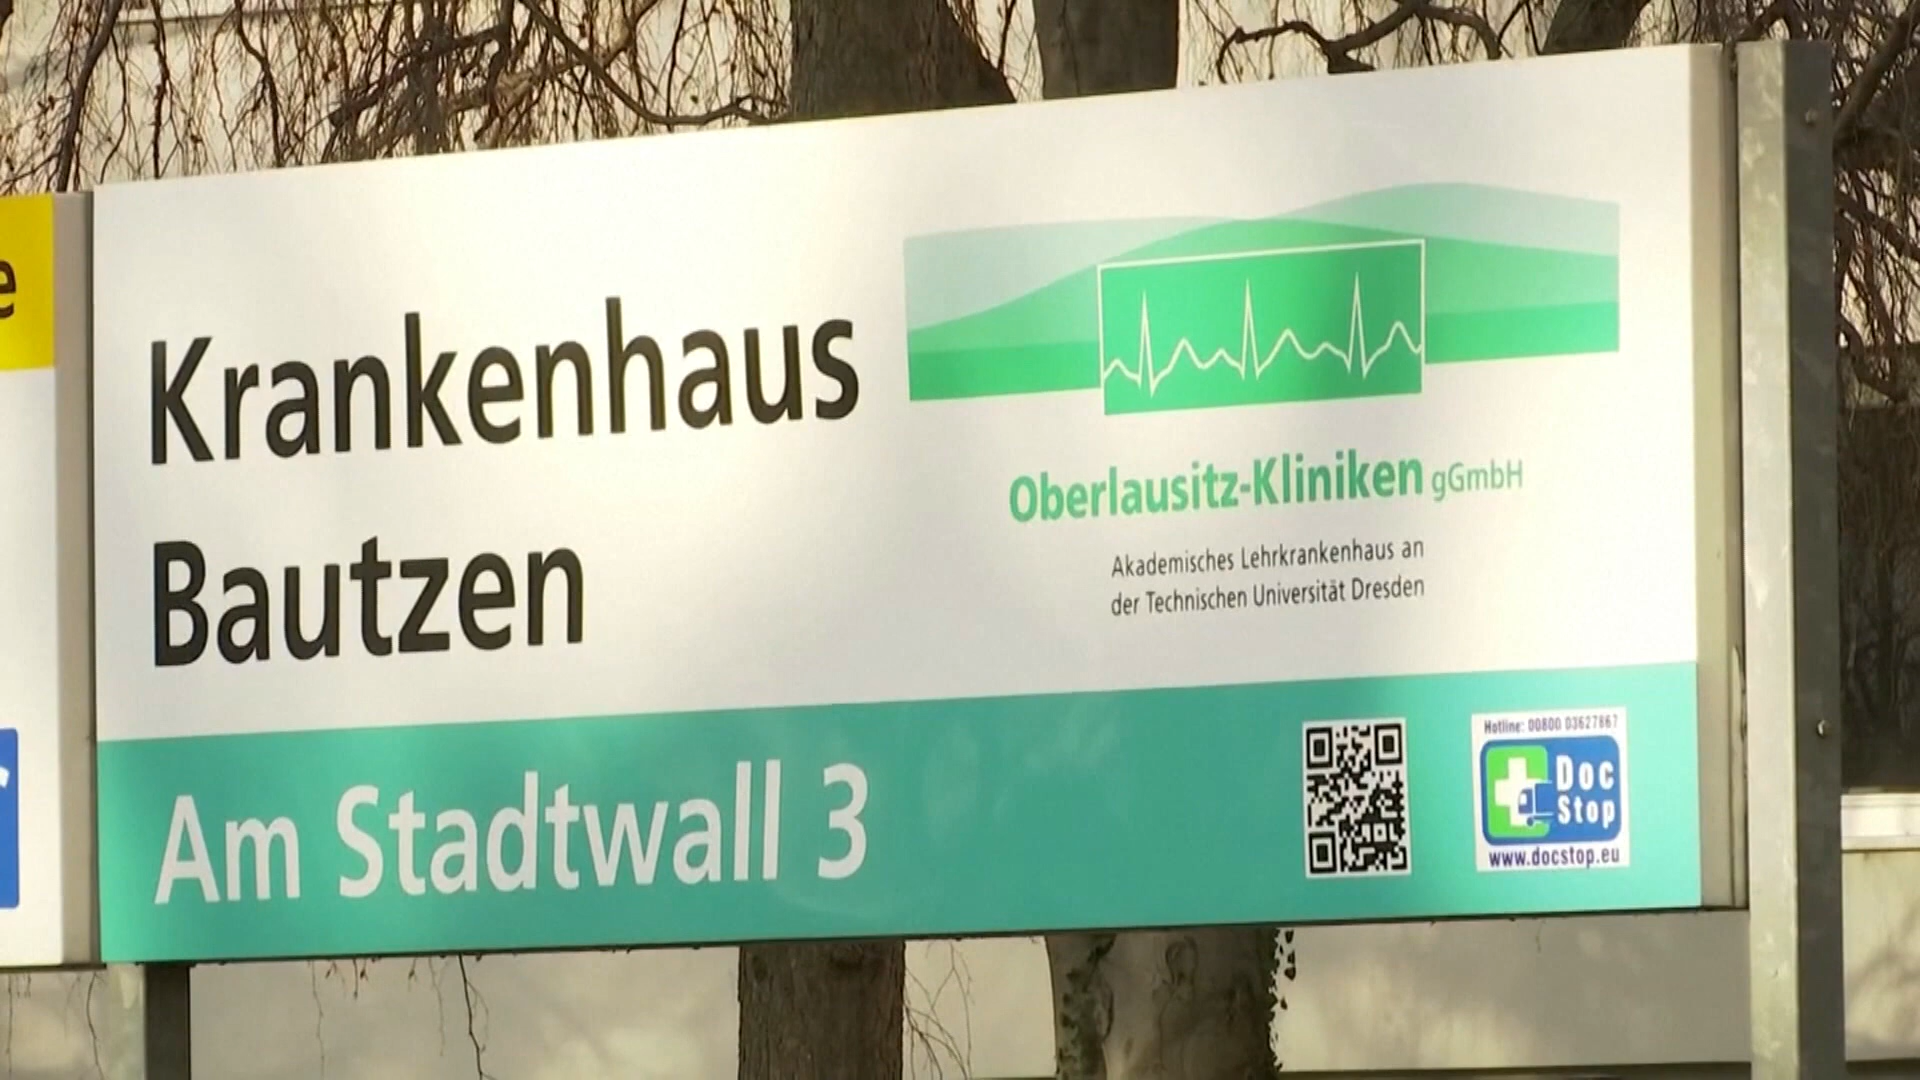 e
Krankenhaus
Bautzen
Oberlausitz-Kliniken gGmbH
Akademisches Lehrkrankenhaus an
der Technischen Universität Dresden
Am Stadtwall 3
Hotline: 00800 03627867
Doc
Stop
www.docstop.eu